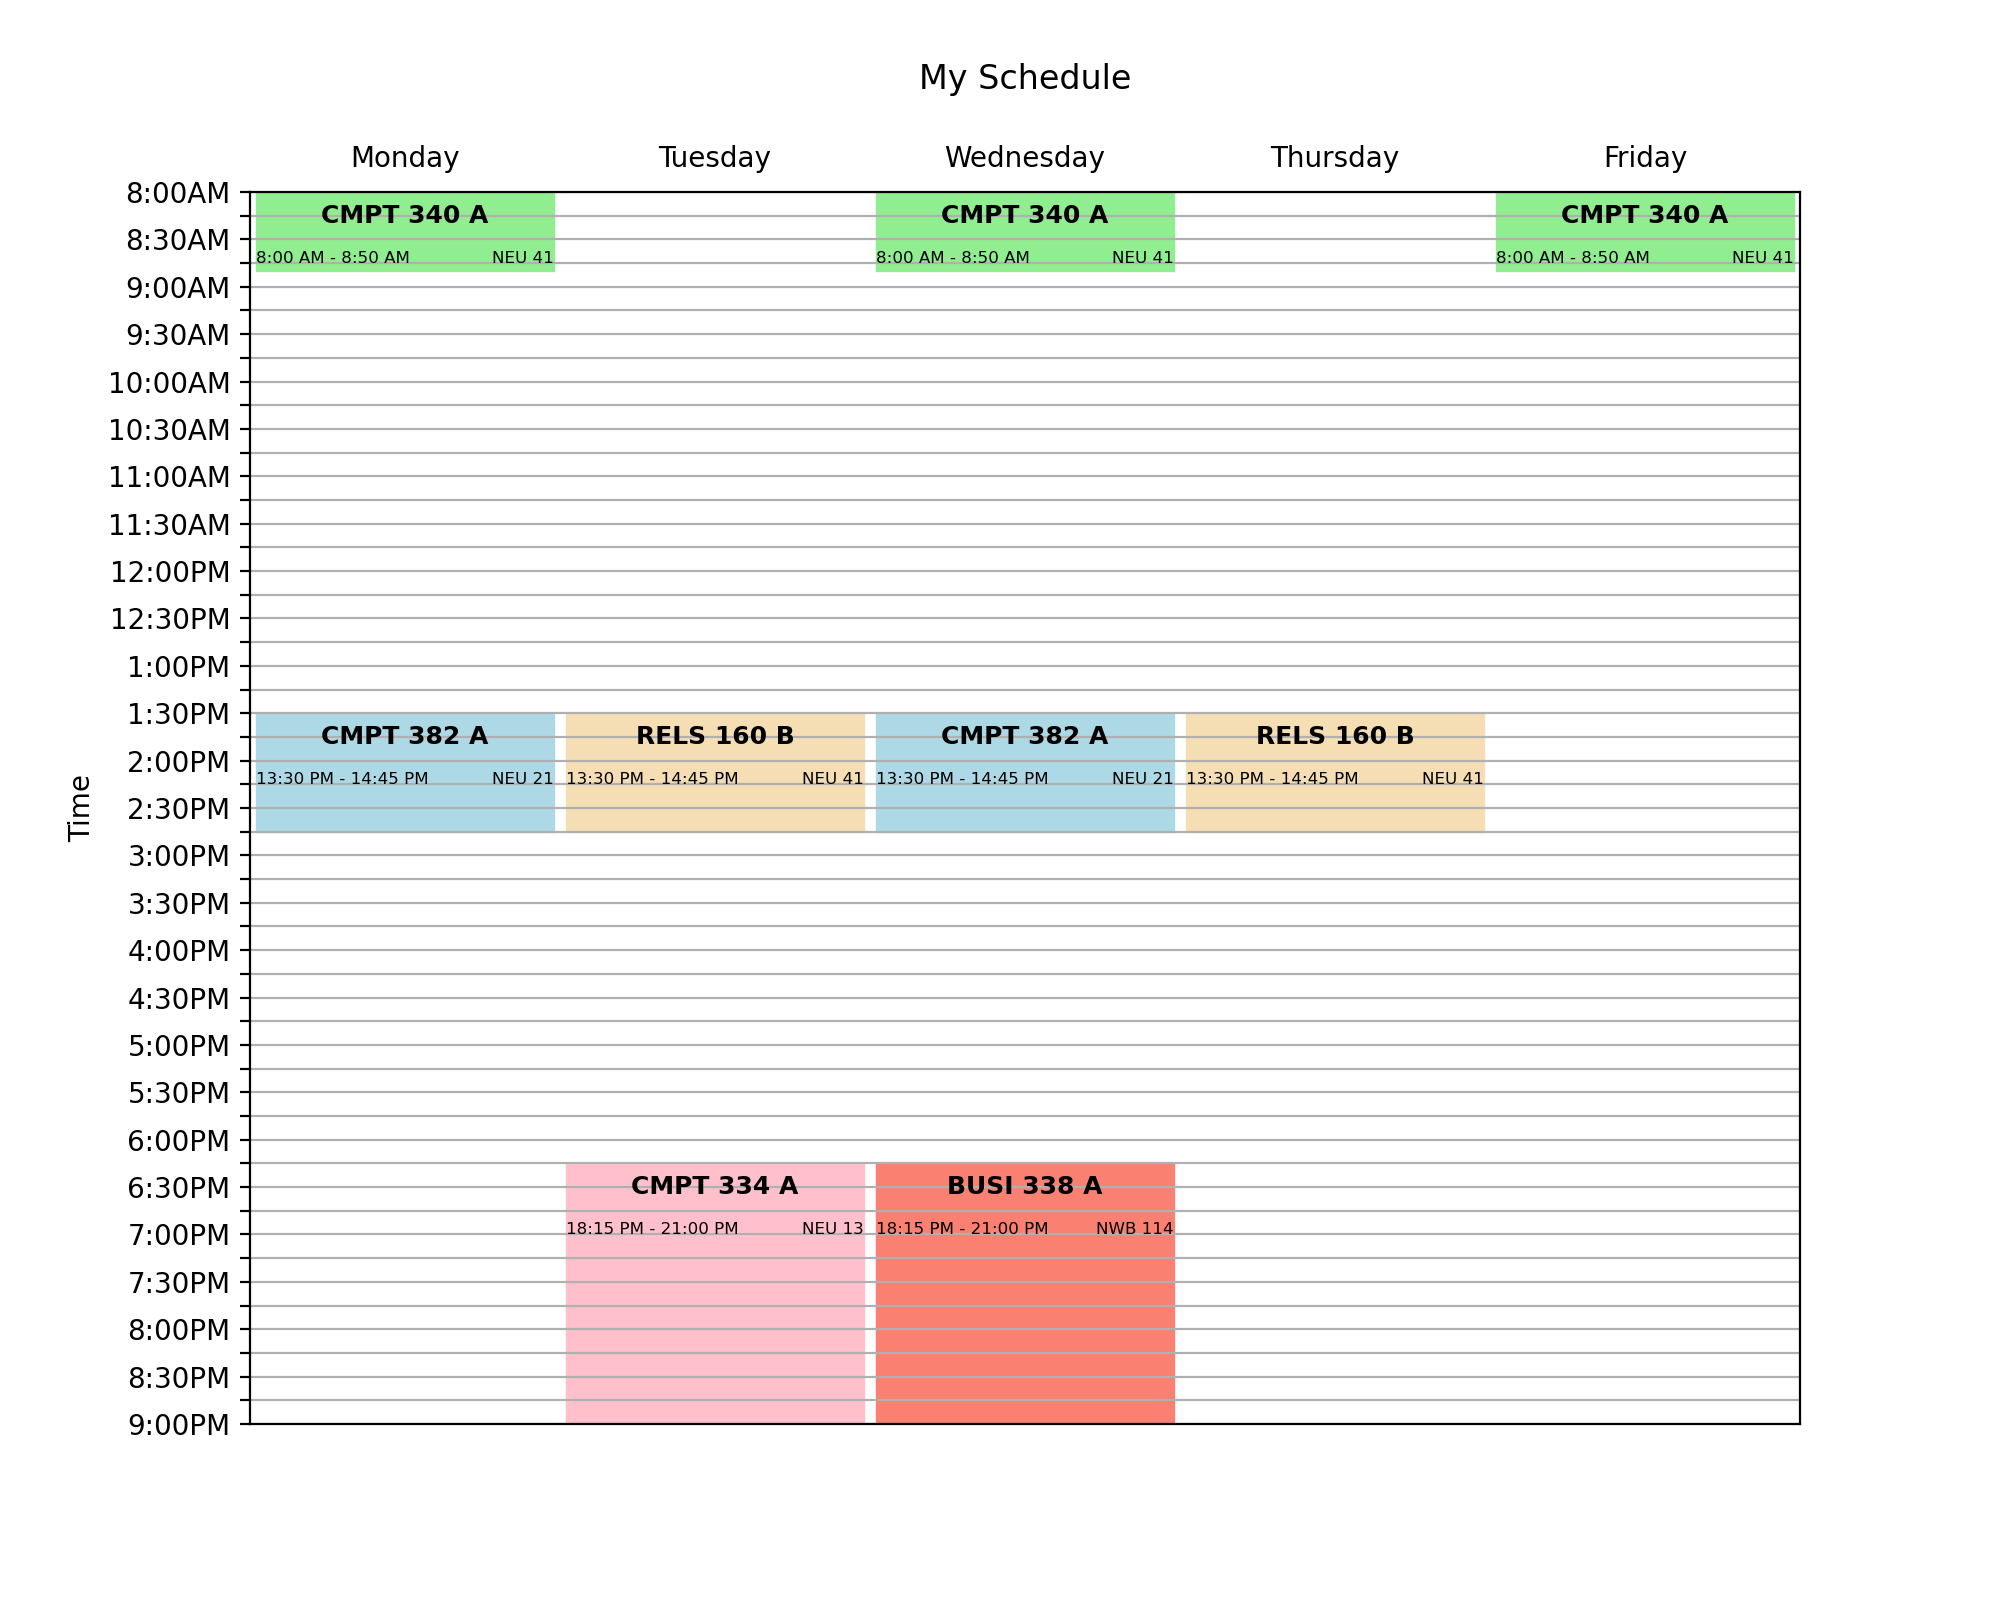 My Schedule
Monday Tuesday Wednesday Thursday Friday
8:00AM
CMPT 340 A CMPT 340 A CMPT 340 A
8:30AM
8:00 AM - 8:50 AM NEU 41 8:00 AM - 8:50 AM NEU 41 8:00 AM - 8:50 AM NEU 41
9:00AM
9:30AM
10:00AM
10:30AM
11:00AM
11:30AM
12:00PM
12:30PM
1:00PM
1:30PM
CMPT 382 A RELS 160 B CMPT 382 A RELS 160 B
2:00PM
13:30 PM - 14:45 PM NEU 21 13:30 PM - 14:45 PM NEU 41 13:30 PM - 14:45 PM NEU 21 13:30 PM - 14:45 PM NEU 41
Time
2:30PM
3:00PM
3:30PM
4:00PM
4:30PM
5:00PM
5:30PM
6:00PM
6:30PM CMPT 334 A BUSI 338 A
18:15 PM - 21:00 PM NEU 13 18:15 PM - 21:00 PM NWB 114
7:00PM
7:30PM
8:00PM
8:30PM
9:00PM